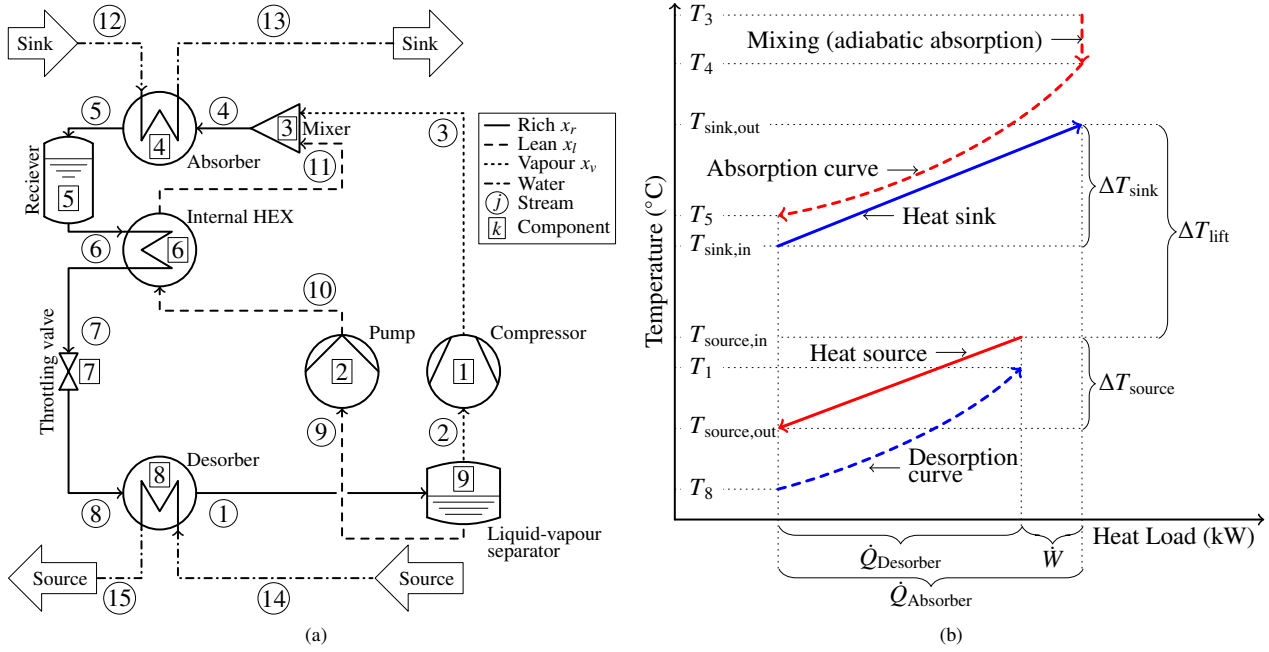 12
13
Sink
Sink
5
4
3
3
Mixer
4
Absorber
11
Rich x_r
Lean x_l
Vapour x_v
Water
j Stream
k Component
Reciever
5
Internal HEX
6
6
10
7
Throttling valve
7
Pump
2
Compressor
1
9
2
Desorber
8
9
8
1
Liquid-vapour
separator
Source
15
14
Source
(a)
Temperature (°C)
T_3
Mixing (adiabatic absorption)
T_4
T_sink,out
Absorption curve
ΔT_sink
T_5
Heat sink
T_sink,in
ΔT_lift
T_source,in
Heat source
T_1
ΔT_source
T_source,out
Desorption
curve
T_8
Heat Load (kW)
Q̇_Desorber
Ẇ
Q̇_Absorber
(b)